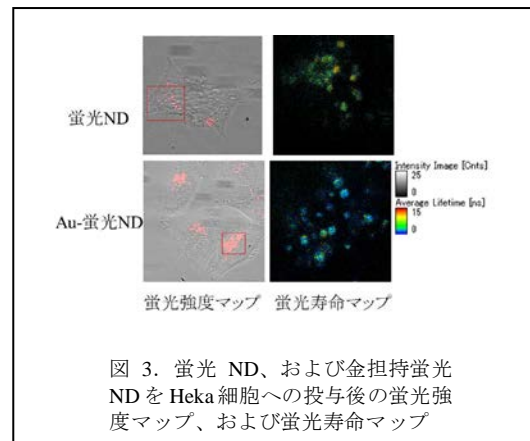 蛍光ND
Intensity Image [Cnts]
25
0
Average Lifetime [ns]
15
0
Au-蛍光ND
蛍光強度マップ 蛍光寿命マップ
図 3. 蛍光 ND、および金担持蛍光
ND を Heka 細胞への投与後の蛍光強
度マップ、および蛍光寿命マップ